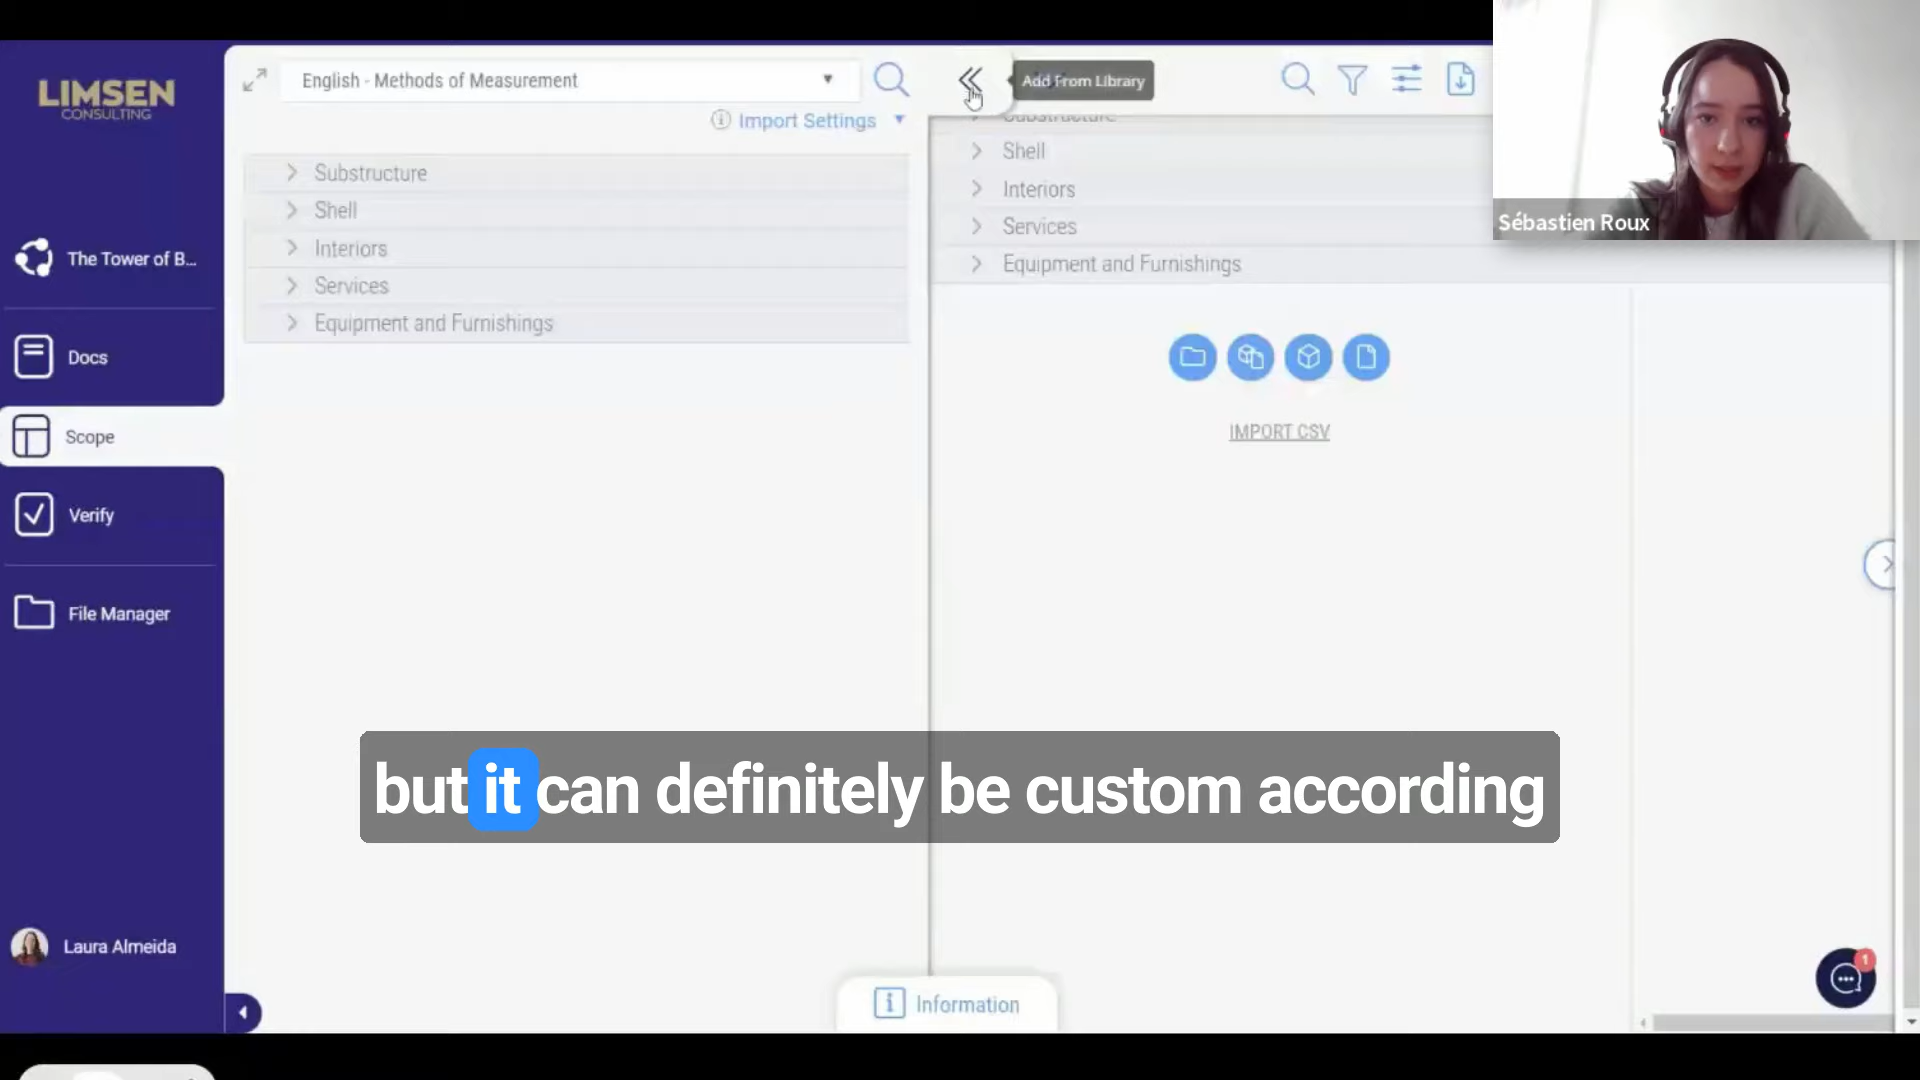 LIMSEN
CONSULTING
English - Methods of Measurement
Add From Library
Import Settings
Substructure
Shell
Interiors
Services
Equipment and Furnishings
Substructure
Shell
Interiors
Services
Equipment and Furnishings
IMPORT CSV
Sébastien Roux
The Tower of B...
Docs
Scope
Verify
File Manager
Laura Almeida
but it can definitely be custom according
Information
1